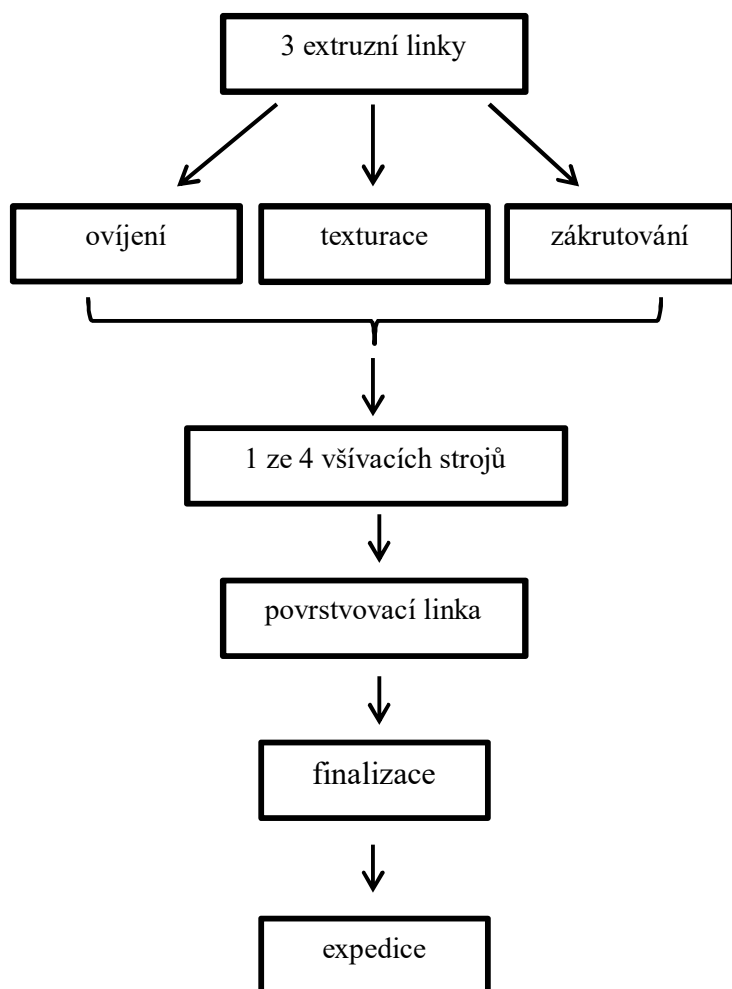 3 extruzní linky
ovíjení
texturace
zákrutování
1 ze 4 všívacích strojů
povrstvovací linka
finalizace
expedice